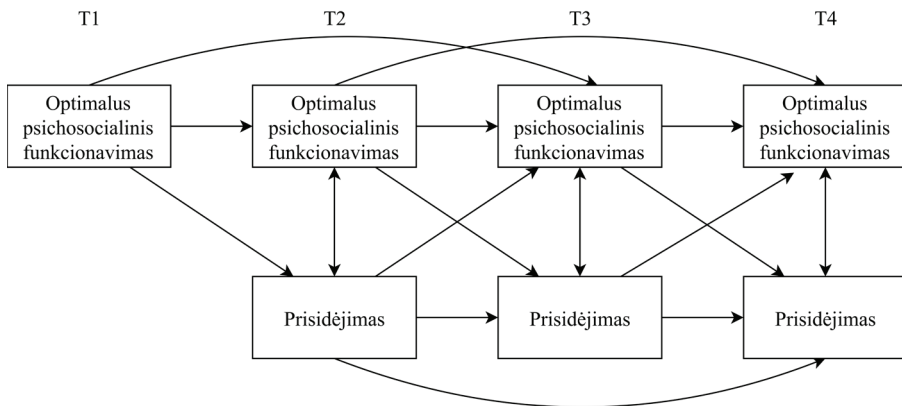 T1
T2
T3
T4
Optimalus
psichosocialinis
funkcionavimas
Optimalus
psichosocialinis
funkcionavimas
Optimalus
psichosocialinis
funkcionavimas
Optimalus
psichosocialinis
funkcionavimas
Prisidėjimas
Prisidėjimas
Prisidėjimas